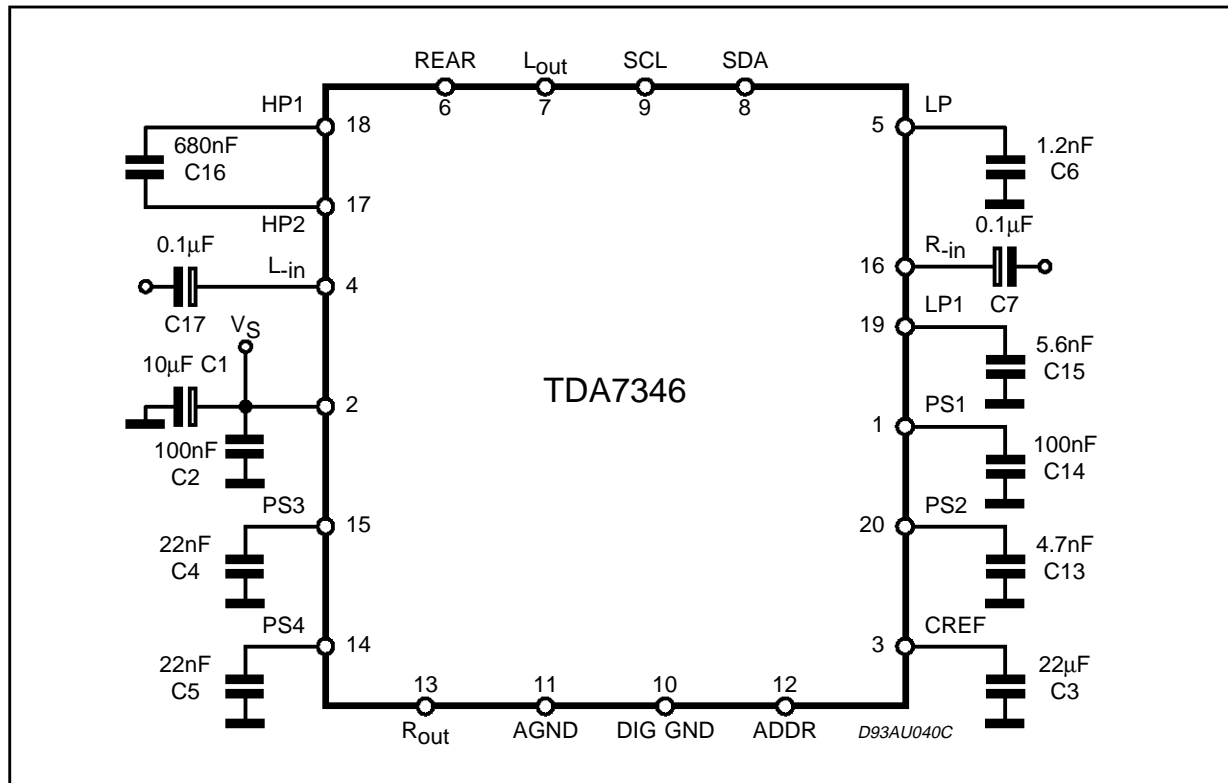 REAR Lout SCL SDA
6 7 9 8
HP1 LP
18 5
680nF 1.2nF
C16 C6
17
HP2 0.1μF
0.1μF L-in R-in
4 16
C17 C7
VS 19 LP1
10μF C1 5.6nF
C15
TDA7346
2 1 PS1
100nF 100nF
C2 C14
PS3 PS2
15 20
22nF 4.7nF
C4 C13
PS4 CREF
14 3
22nF 22μF
C5 C3
13 11 10 12
Rout AGND DIG GND ADDR D93AU040C